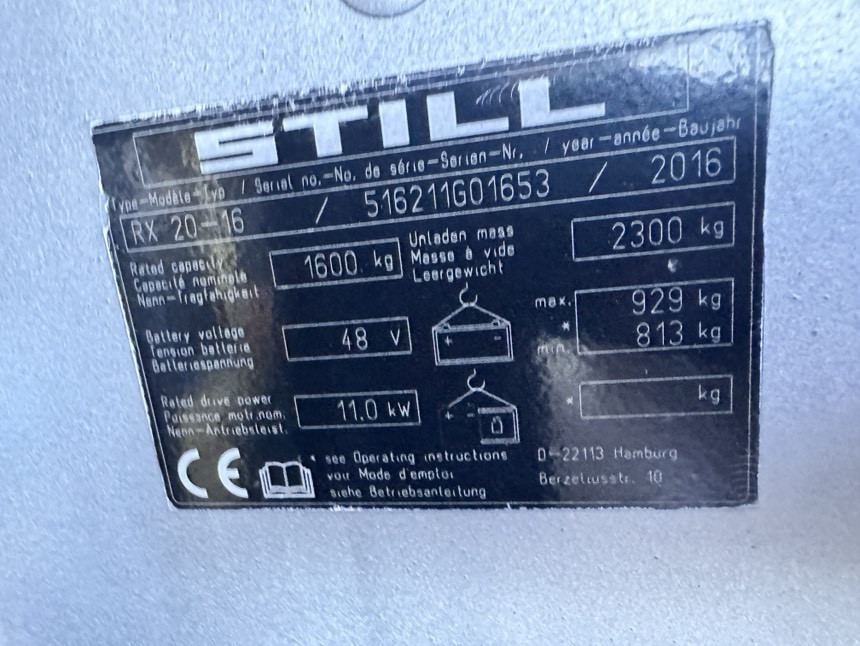 STILL
Type-Modèle-Typ / Serial no.-No. de série-Serien-Nr. / year-année-Baujahr
RX 20-16 / 516211G01653 / 2016
Rated capacity
Capacité nominale
Nenn-Tragfähigkeit
1600 kg
Unladen mass
Masse à vide
Leergewicht
2300 kg
Battery voltage
Tension batterie
Batteriespannung
48 V
+ -
max. 929 kg
*
min. 813 kg
Rated drive power
Puissance motr.nom.
Nenn-Antriebsleist.
11.0 kW
+ -
* kg
CE
* see Operating instructions
voir Mode d'emploi
siehe Betriebsanleitung
D-22113 Hamburg
Berzeliusstr. 10